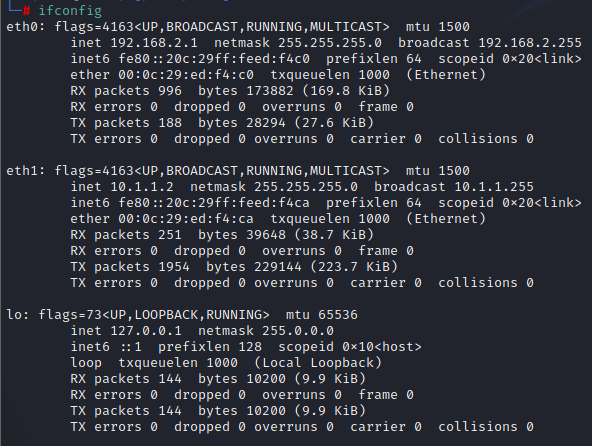 └─# ifconfig
eth0: flags=4163<UP,BROADCAST,RUNNING,MULTICAST>  mtu 1500
        inet 192.168.2.1  netmask 255.255.255.0  broadcast 192.168.2.255
        inet6 fe80::20c:29ff:feed:f4c0  prefixlen 64  scopeid 0×20<link>
        ether 00:0c:29:ed:f4:c0  txqueuelen 1000  (Ethernet)
        RX packets 996  bytes 173882 (169.8 KiB)
        RX errors 0  dropped 0  overruns 0  frame 0
        TX packets 188  bytes 28294 (27.6 KiB)
        TX errors 0  dropped 0 overruns 0  carrier 0  collisions 0

eth1: flags=4163<UP,BROADCAST,RUNNING,MULTICAST>  mtu 1500
        inet 10.1.1.2  netmask 255.255.255.0  broadcast 10.1.1.255
        inet6 fe80::20c:29ff:feed:f4ca  prefixlen 64  scopeid 0×20<link>
        ether 00:0c:29:ed:f4:ca  txqueuelen 1000  (Ethernet)
        RX packets 251  bytes 39648 (38.7 KiB)
        RX errors 0  dropped 0  overruns 0  frame 0
        TX packets 1954  bytes 229144 (223.7 KiB)
        TX errors 0  dropped 0 overruns 0  carrier 0  collisions 0

lo: flags=73<UP,LOOPBACK,RUNNING>  mtu 65536
        inet 127.0.0.1  netmask 255.0.0.0
        inet6 ::1  prefixlen 128  scopeid 0×10<host>
        loop  txqueuelen 1000  (Local Loopback)
        RX packets 144  bytes 10200 (9.9 KiB)
        RX errors 0  dropped 0  overruns 0  frame 0
        TX packets 144  bytes 10200 (9.9 KiB)
        TX errors 0  dropped 0 overruns 0  carrier 0  collisions 0